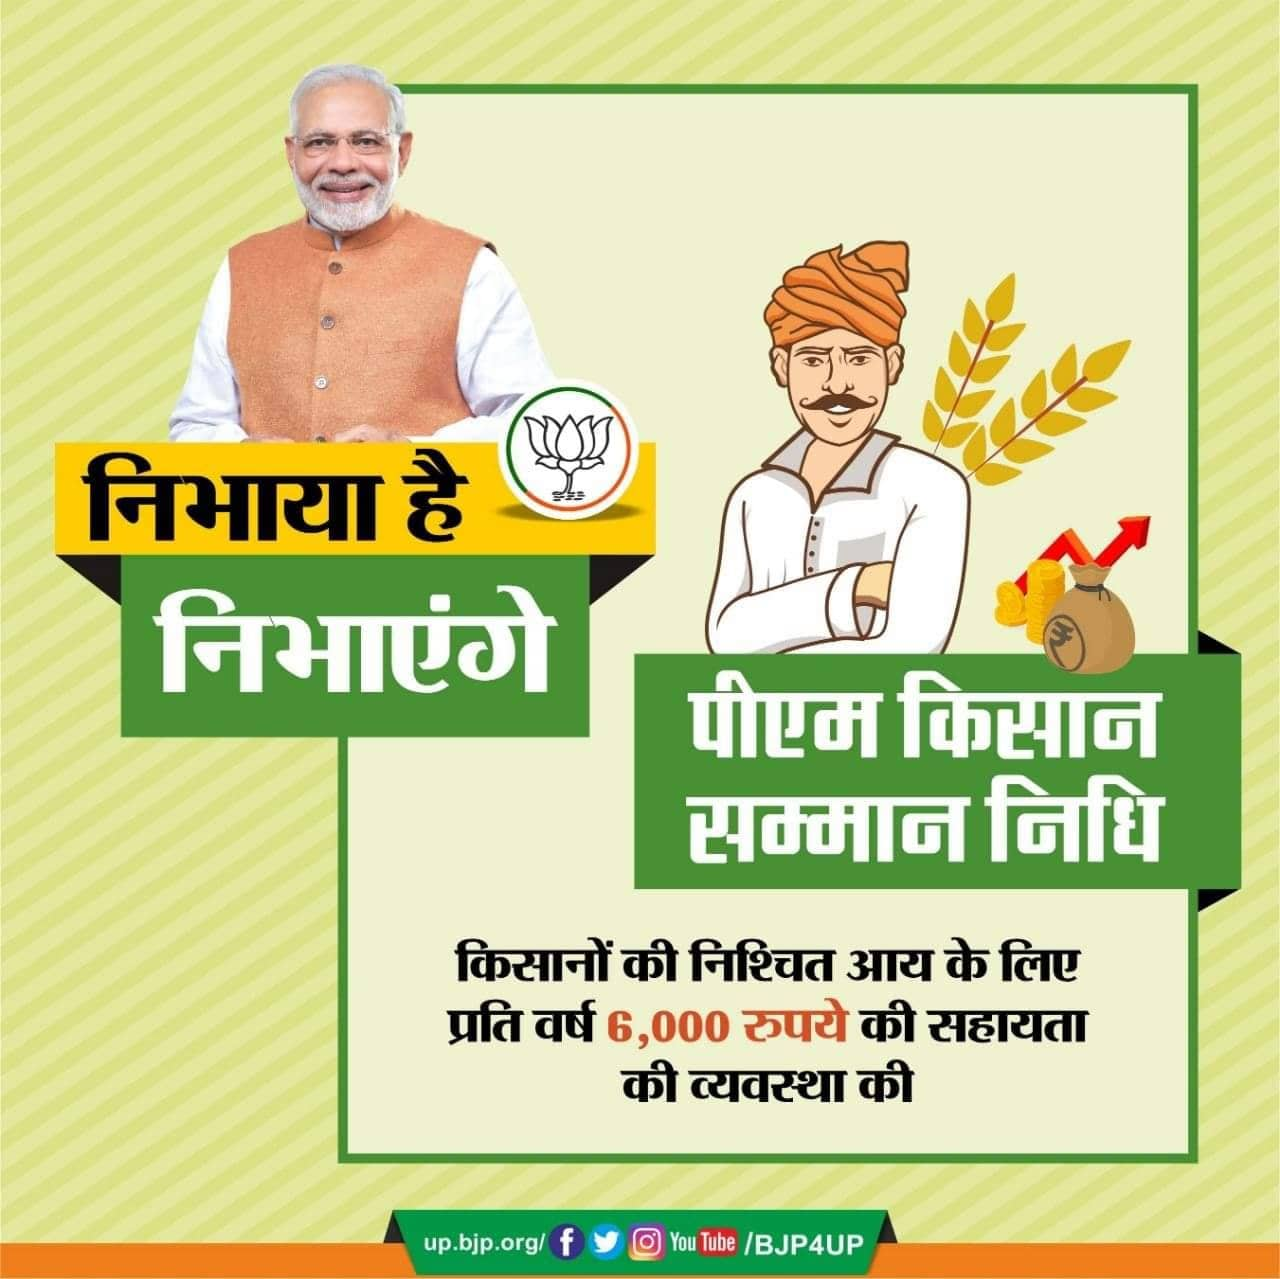 निभाया है
निभाएंगे
पीएम किसान
सम्मान निधि
किसानों की निश्चित आय के लिए
प्रति वर्ष 6,000 रुपये की सहायता
की व्यवस्था की
up.bjp.org/ f You Tube /BJP4UP